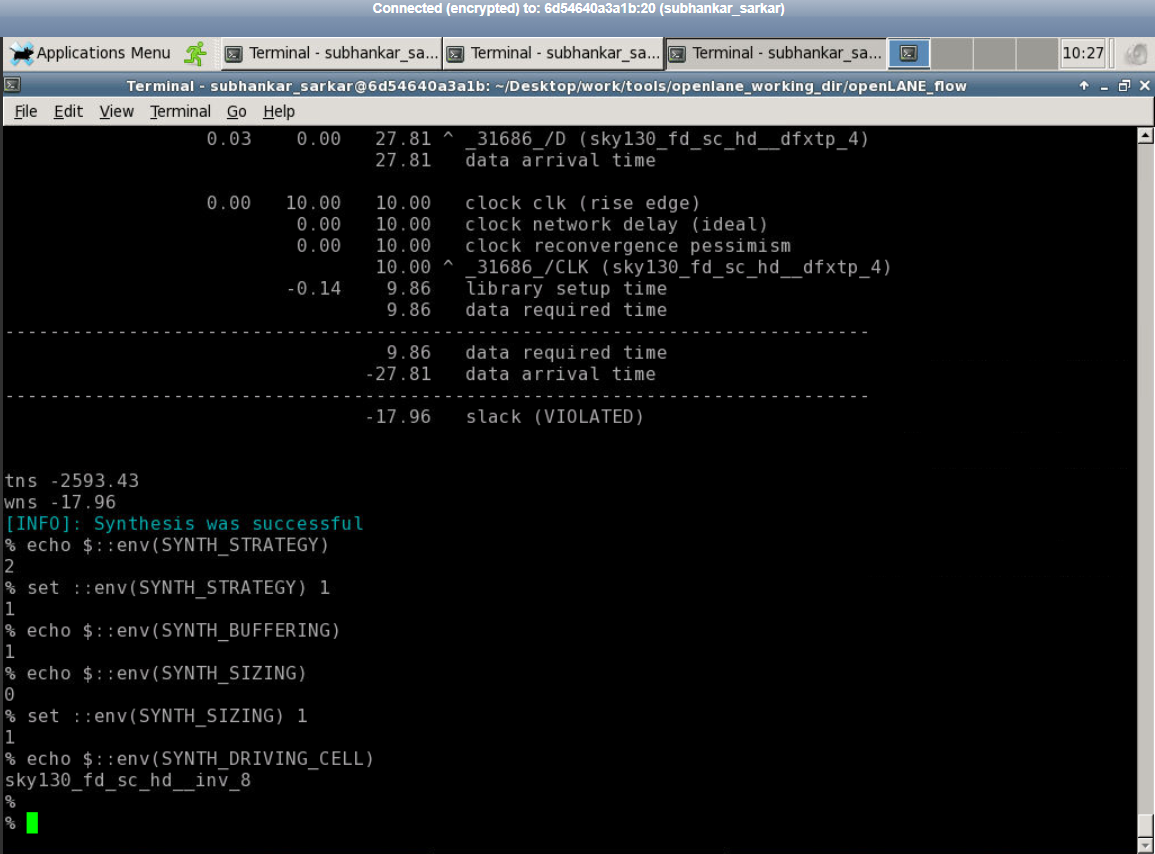 Connected (encrypted) to: 6d54640a3a1b:20 (subhankar_sarkar)
Applications Menu Terminal - subhankar_sa... Terminal - subhankar_sa... Terminal - subhankar_sa... 10:27
Terminal - subhankar_sarkar@6d54640a3a1b: ~/Desktop/work/tools/openlane_working_dir/openLANE_flow
File Edit View Terminal Go Help
0.03 0.00 27.81 ^ _31686_/D (sky130_fd_sc_hd__dfxtp_4)
27.81 data arrival time
0.00 10.00 10.00 clock clk (rise edge)
0.00 10.00 clock network delay (ideal)
0.00 10.00 clock reconvergence pessimism
10.00 ^ _31686_/CLK (sky130_fd_sc_hd__dfxtp_4)
-0.14 9.86 library setup time
9.86 data required time
-----------------------------------------------------------------------------
9.86 data required time
-27.81 data arrival time
-----------------------------------------------------------------------------
-17.96 slack (VIOLATED)
tns -2593.43
wns -17.96
[INFO]: Synthesis was successful
% echo $::env(SYNTH_STRATEGY)
2
% set ::env(SYNTH_STRATEGY) 1
1
% echo $::env(SYNTH_BUFFERING)
1
% echo $::env(SYNTH_SIZING)
0
% set ::env(SYNTH_SIZING) 1
1
% echo $::env(SYNTH_DRIVING_CELL)
sky130_fd_sc_hd__inv_8
%
%